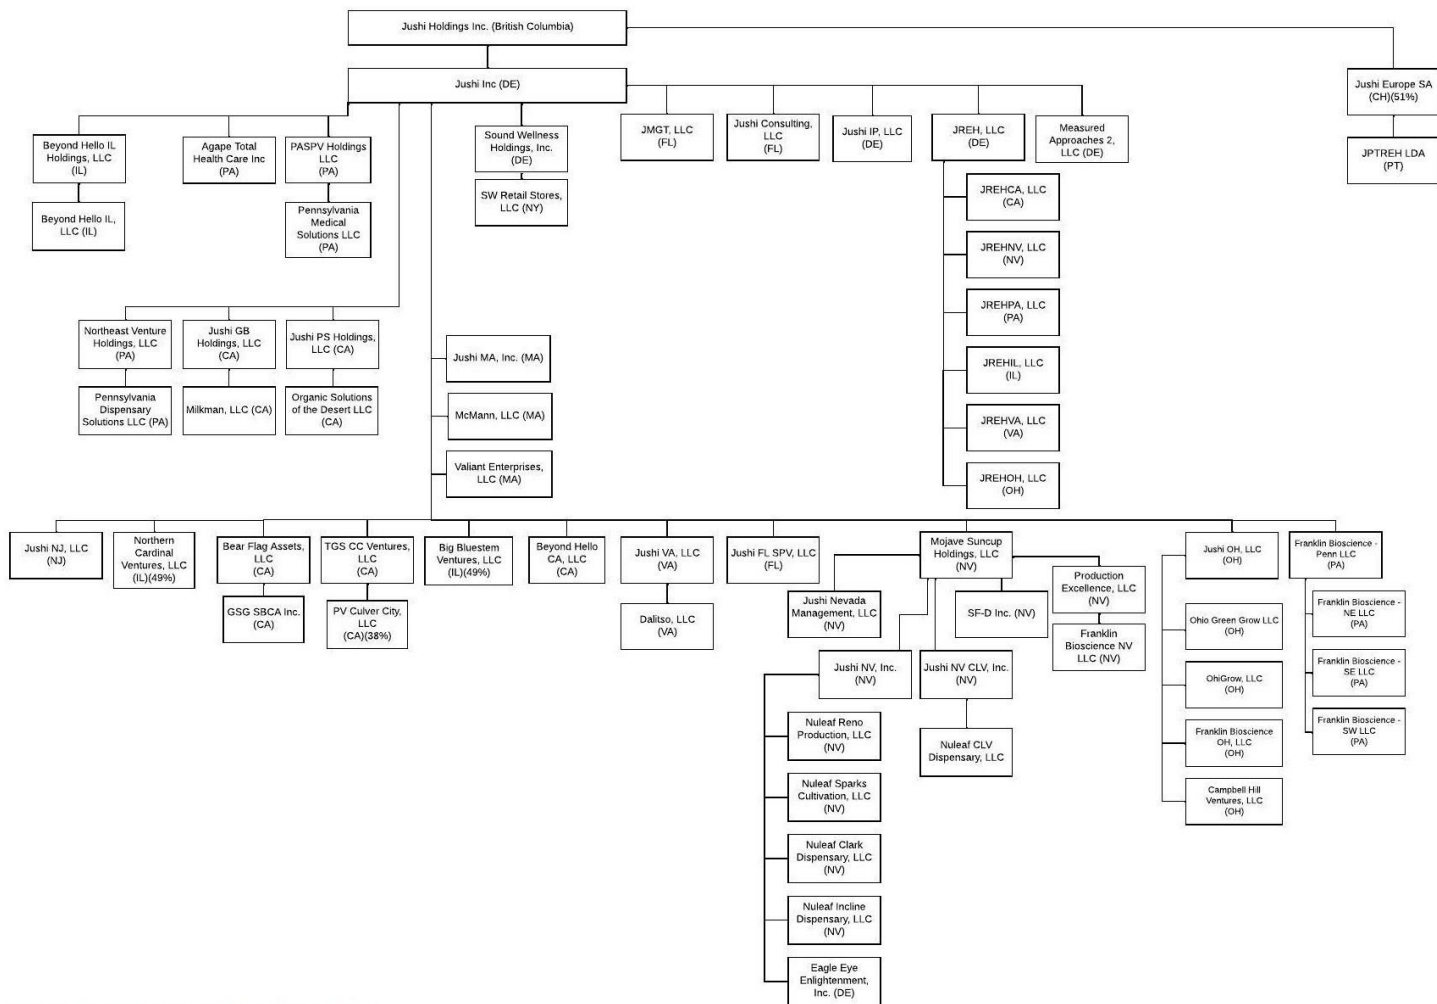 Jushi Holdings Inc. (British Columbia)
Jushi Inc (DE)
Jushi Europe SA
(CH)(51%)
JPTREH LDA
(PT)
Beyond Hello IL
Holdings, LLC
(IL)
Agape Total
Health Care Inc
(PA)
PASPV Holdings
LLC
(PA)
Sound Wellness
Holdings, Inc.
(DE)
JMGT, LLC
(FL)
Jushi Consulting,
LLC
(FL)
Jushi IP, LLC
(DE)
JREH, LLC
(DE)
Measured
Approaches 2,
LLC (DE)
Beyond Hello IL,
LLC (IL)
Pennsylvania
Medical
Solutions LLC
(PA)
SW Retail Stores,
LLC (NY)
JREHCA, LLC
(CA)
JREHNV, LLC
(NV)
JREHPA, LLC
(PA)
JREHIL, LLC
(IL)
JREHVA, LLC
(VA)
JREHOH, LLC
(OH)
Northeast Venture
Holdings, LLC
(PA)
Jushi GB
Holdings, LLC
(CA)
Jushi PS Holdings,
LLC (CA)
Pennsylvania
Dispensary
Solutions LLC (PA)
Milkman, LLC (CA)
Organic Solutions
of the Desert LLC
(CA)
Jushi MA, Inc. (MA)
McMann, LLC (MA)
Valiant Enterprises,
LLC (MA)
Jushi NJ, LLC
(NJ)
Northern
Cardinal
Ventures, LLC
(IL)(49%)
Bear Flag Assets,
LLC
(CA)
TGS CC Ventures,
LLC
(CA)
Big Bluestem
Ventures, LLC
(IL)(49%)
Beyond Hello
CA, LLC
(CA)
Jushi VA, LLC
(VA)
Jushi FL SPV, LLC
(FL)
Mojave Suncup
Holdings, LLC
(NV)
Jushi OH, LLC
(OH)
Franklin Bioscience -
Penn LLC
(PA)
GSG SBCA Inc.
(CA)
PV Culver City,
LLC
(CA)(38%)
Dalitso, LLC
(VA)
Jushi Nevada
Management, LLC
(NV)
SF-D Inc. (NV)
Production
Excellence, LLC
(NV)
Franklin
Bioscience NV
LLC (NV)
Jushi NV, Inc.
(NV)
Jushi NV CLV, Inc.
(NV)
Nuleaf Reno
Production, LLC
(NV)
Nuleaf CLV
Dispensary, LLC
Nuleaf Sparks
Cultivation, LLC
(NV)
Nuleaf Clark
Dispensary, LLC
(NV)
Nuleaf Incline
Dispensary, LLC
(NV)
Eagle Eye
Enlightenment,
Inc. (DE)
Ohio Green Grow LLC
(OH)
OhiGrow, LLC
(OH)
Franklin Bioscience
OH, LLC
(OH)
Campbell Hill
Ventures, LLC
(OH)
Franklin Bioscience -
NE LLC
(PA)
Franklin Bioscience -
SE LLC
(PA)
Franklin Bioscience -
SW LLC
(PA)